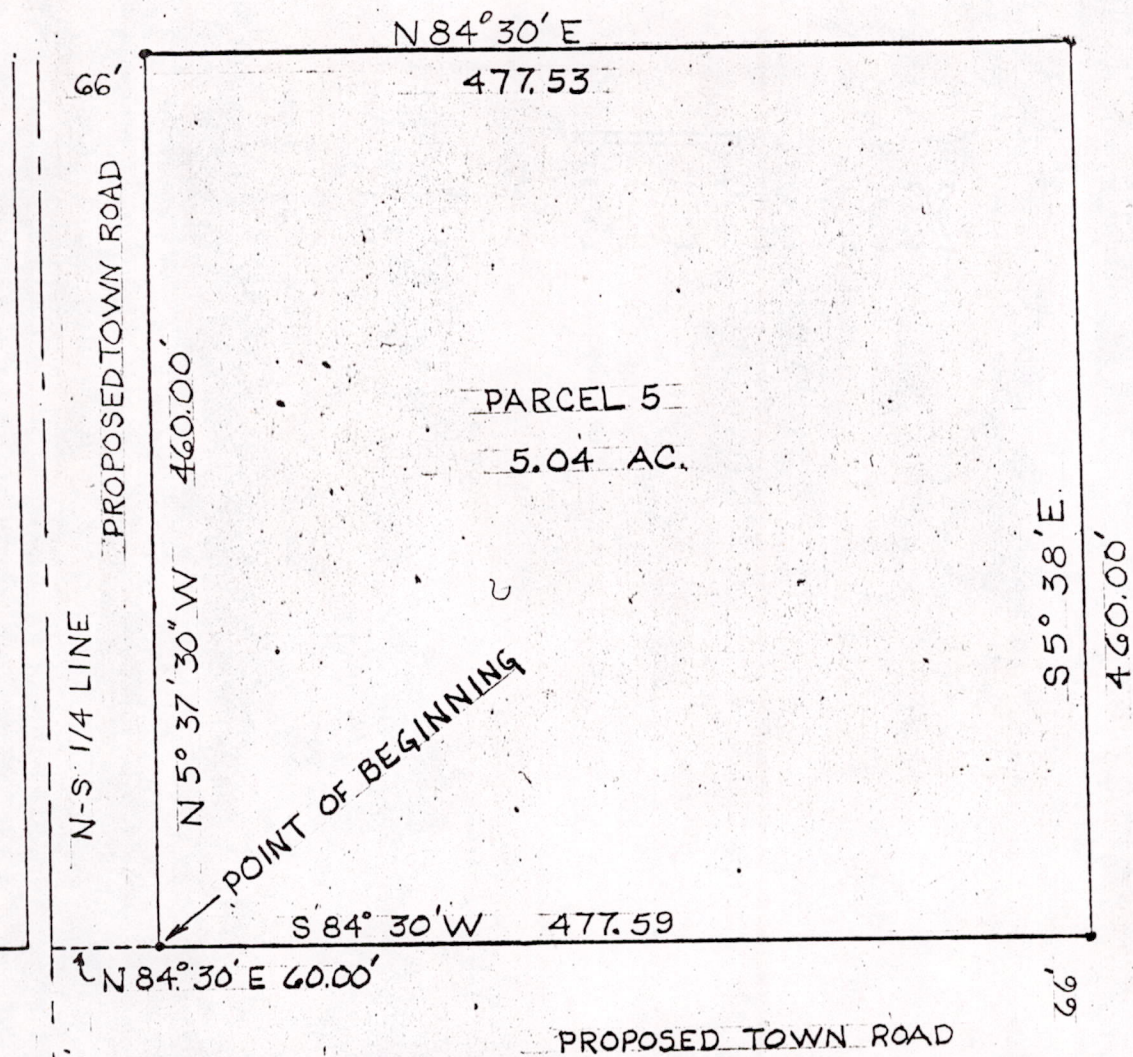 N 84° 30' E
477.53
66'
PROPOSED TOWN ROAD
460.00'
N 5° 37' 30" W
N-S 1/4 LINE
PARCEL 5
5.04 AC.
S 5° 38' E.
460.00'
POINT OF BEGINNING
S 84° 30' W 477.59
N 84° 30' E 60.00'
66'
PROPOSED TOWN ROAD